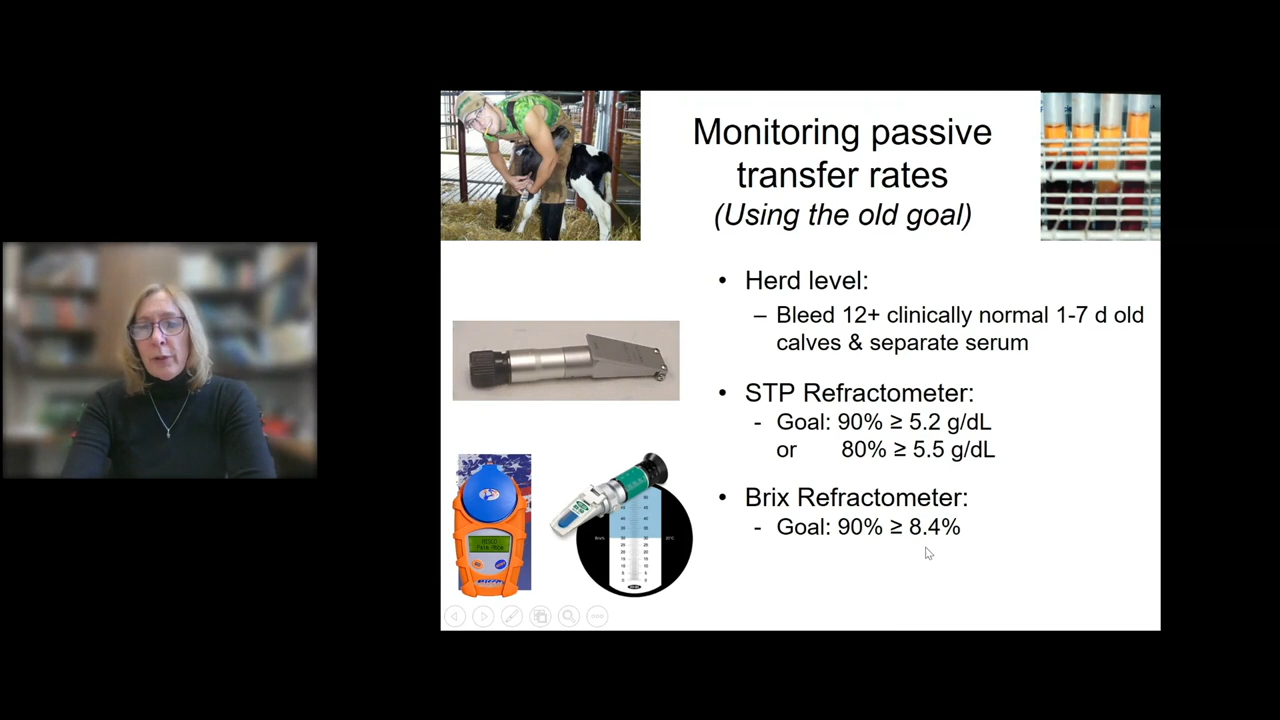 Monitoring passive
transfer rates
(Using the old goal)
• Herd level:
– Bleed 12+ clinically normal 1-7 d old
calves & separate serum
• STP Refractometer:
- Goal: 90% ≥ 5.2 g/dL
or 80% ≥ 5.5 g/dL
• Brix Refractometer:
- Goal: 90% ≥ 8.4%